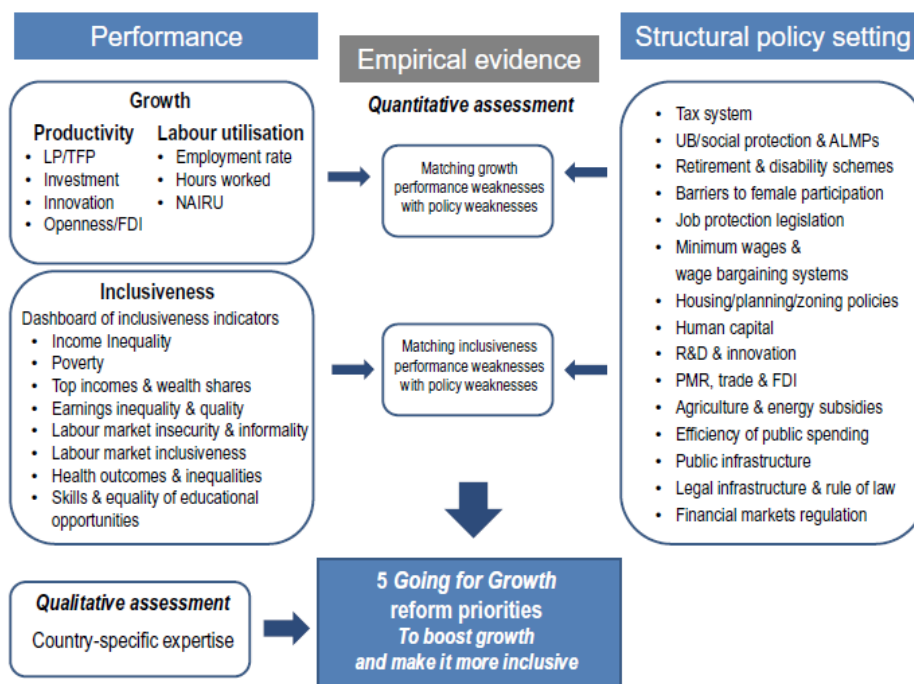 Performance
Growth
Productivity
• LP/TFP
• Investment
• Innovation
• Openness/FDI
Labour utilisation
• Employment rate
• Hours worked
• NAIRU
Inclusiveness
Dashboard of inclusiveness indicators
• Income Inequality
• Poverty
• Top incomes & wealth shares
• Earnings inequality & quality
• Labour market insecurity & informality
• Labour market inclusiveness
• Health outcomes & inequalities
• Skills & equality of educational
opportunities
Qualitative assessment
Country-specific expertise
Empirical evidence
Quantitative assessment
Matching growth
performance weaknesses
with policy weaknesses
Matching inclusiveness
performance weaknesses
with policy weaknesses
5 Going for Growth
reform priorities
To boost growth
and make it more inclusive
Structural policy setting
• Tax system
• UB/social protection & ALMPs
• Retirement & disability schemes
• Barriers to female participation
• Job protection legislation
• Minimum wages &
wage bargaining systems
• Housing/planning/zoning policies
• Human capital
• R&D & innovation
• PMR, trade & FDI
• Agriculture & energy subsidies
• Efficiency of public spending
• Public infrastructure
• Legal infrastructure & rule of law
• Financial markets regulation